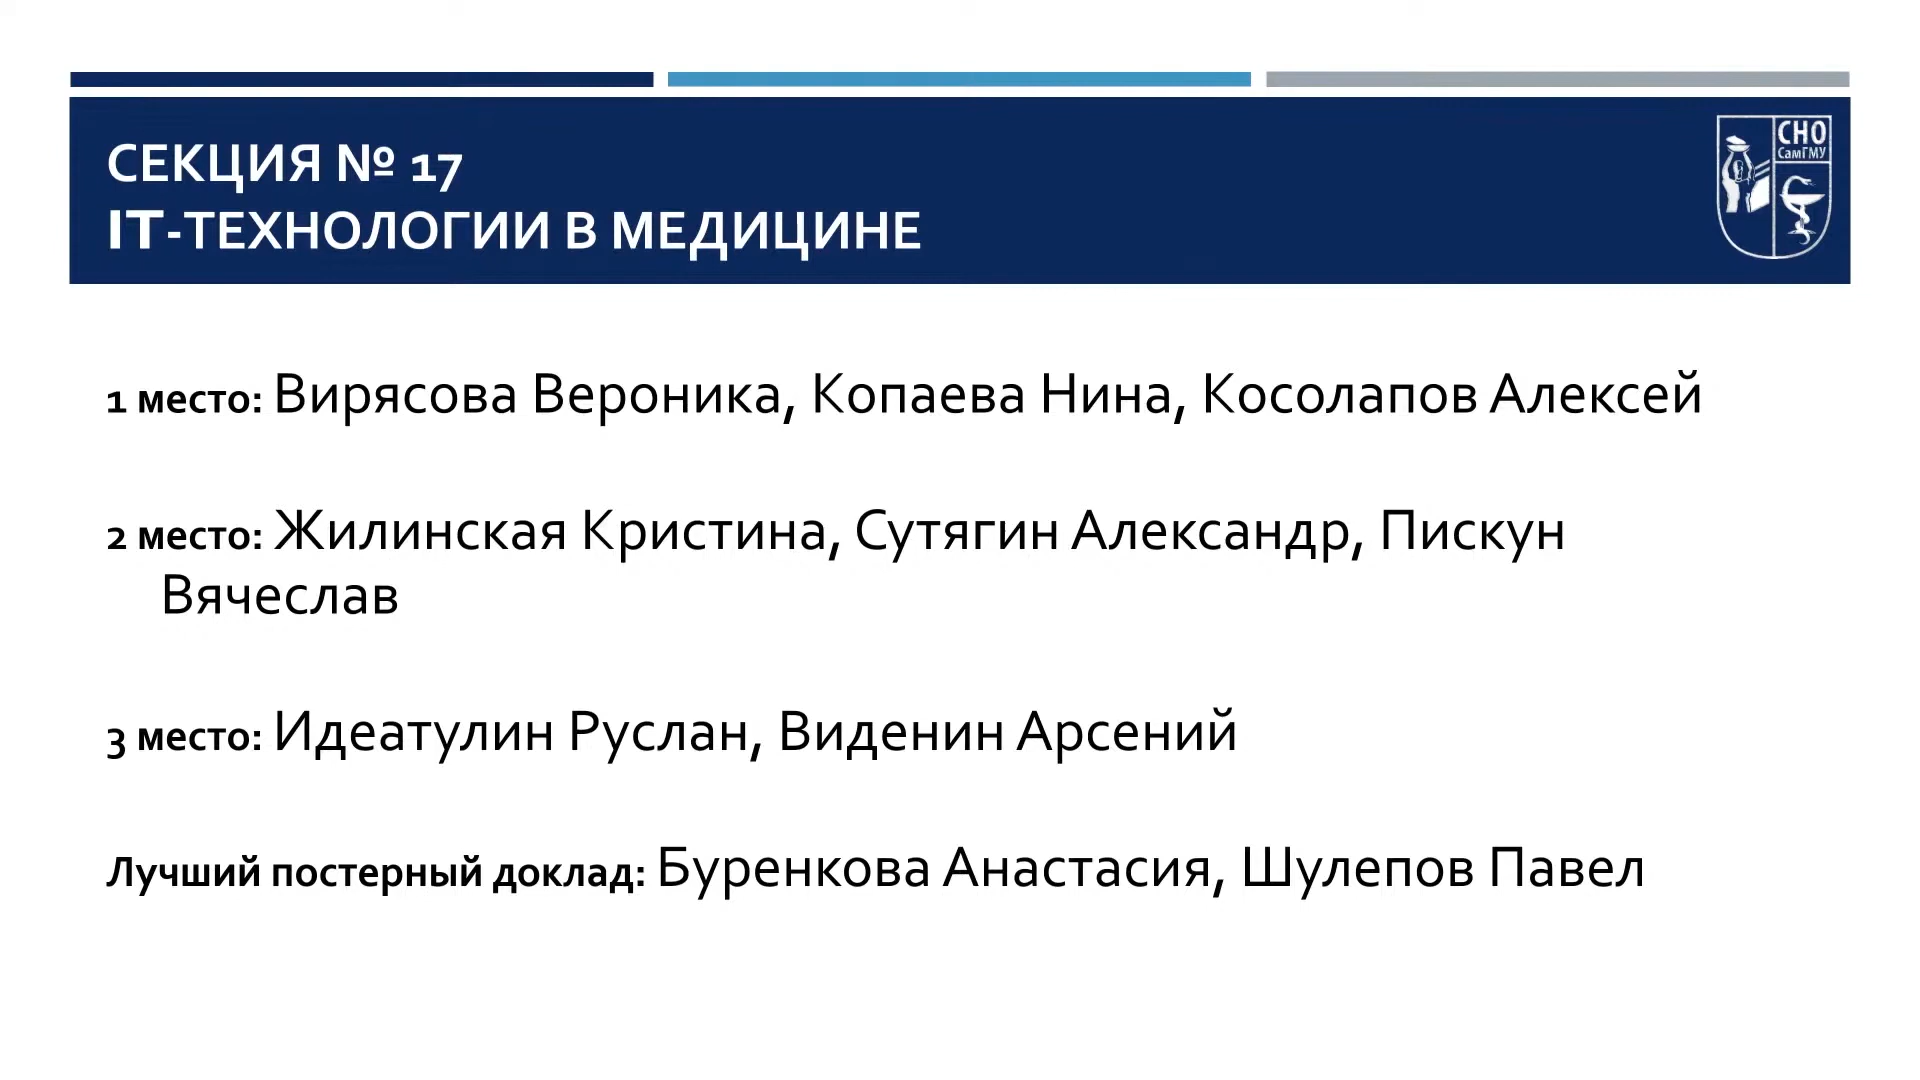 СЕКЦИЯ № 17
IT-ТЕХНОЛОГИИ В МЕДИЦИНЕ
СНО
СамГМУ
1 место: Вирясова Вероника, Копаева Нина, Косолапов Алексей
2 место: Жилинская Кристина, Сутягин Александр, Пискун
Вячеслав
3 место: Идеатулин Руслан, Виденин Арсений
Лучший постерный доклад: Буренкова Анастасия, Шулепов Павел